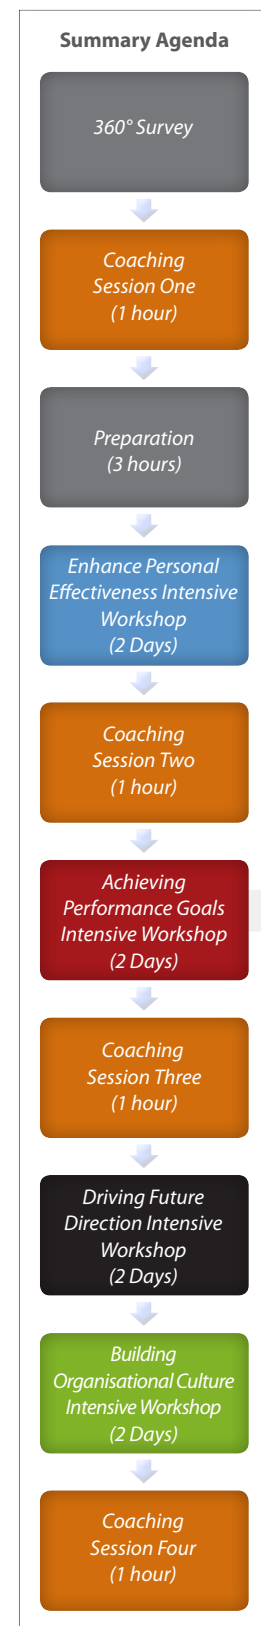 Summary Agenda
360° Survey
Coaching
Session One
(1 hour)
Preparation
(3 hours)
Enhance Personal
Effectiveness Intensive
Workshop
(2 Days)
Coaching
Session Two
(1 hour)
Achieving
Performance Goals
Intensive Workshop
(2 Days)
Coaching
Session Three
(1 hour)
Driving Future
Direction Intensive
Workshop
(2 Days)
Building
Organisational Culture
Intensive Workshop
(2 Days)
Coaching
Session Four
(1 hour)